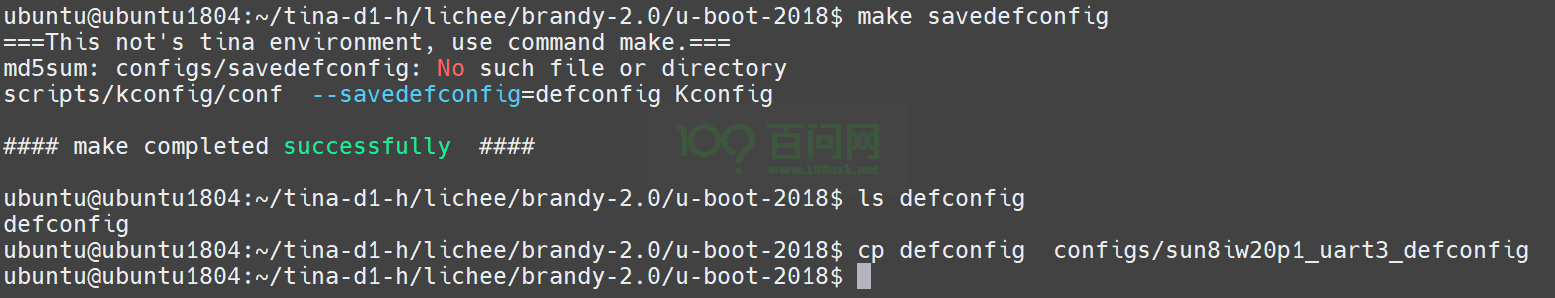 ubuntu@ubuntu1804:~/tina-d1-h/lichee/brandy-2.0/u-boot-2018$ make savedefconfig
===This not's tina environment, use command make.===
md5sum: configs/savedefconfig: No such file or directory
scripts/kconfig/conf  --savedefconfig=defconfig Kconfig
#### make completed successfully  ####
100 百问网
www.100ask.net
ubuntu@ubuntu1804:~/tina-d1-h/lichee/brandy-2.0/u-boot-2018$ ls defconfig
defconfig
ubuntu@ubuntu1804:~/tina-d1-h/lichee/brandy-2.0/u-boot-2018$ cp defconfig  configs/sun8iw20p1_uart3_defconfig
ubuntu@ubuntu1804:~/tina-d1-h/lichee/brandy-2.0/u-boot-2018$